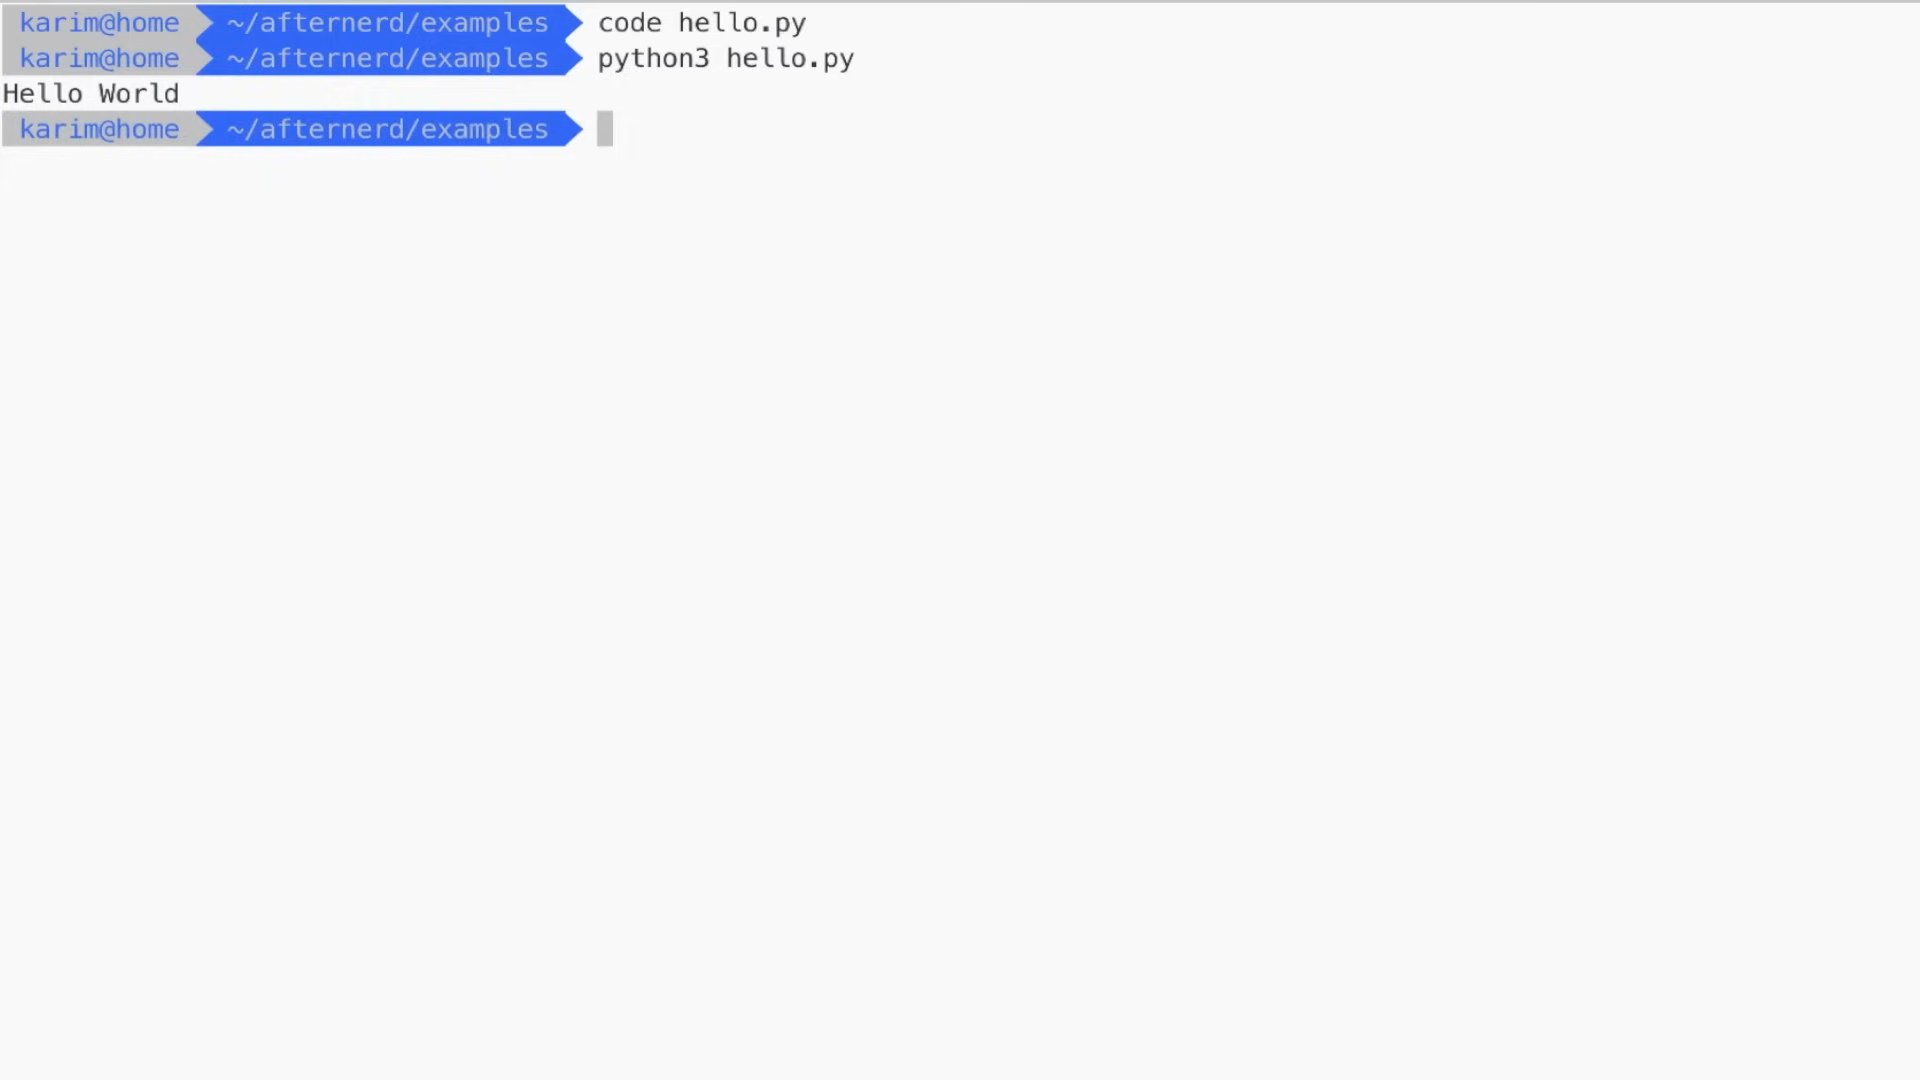 karim@home ~/afternerd/examples code hello.py
karim@home ~/afternerd/examples python3 hello.py
Hello World
karim@home ~/afternerd/examples